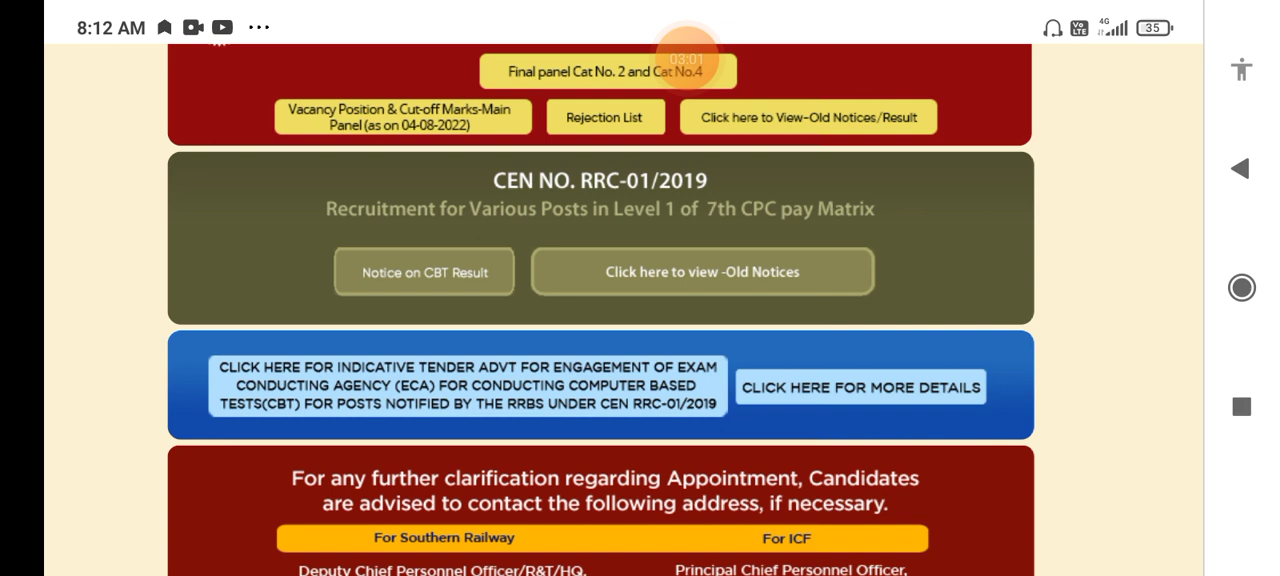 8:12 AM
4G
Vo LTE
35
03:01
Final panel Cat No. 2 and Cat No.4
Vacancy Position & Cut-off Marks-Main
Panel (as on 04-08-2022)
Rejection List
Click here to View-Old Notices/Result
CEN NO. RRC-01/2019
Recruitment for Various Posts in Level 1 of 7th CPC pay Matrix
Notice on CBT Result
Click here to view -Old Notices
CLICK HERE FOR INDICATIVE TENDER ADVT FOR ENGAGEMENT OF EXAM
CONDUCTING AGENCY (ECA) FOR CONDUCTING COMPUTER BASED
TESTS(CBT) FOR POSTS NOTIFIED BY THE RRBS UNDER CEN RRC-01/2019
CLICK HERE FOR MORE DETAILS
For any further clarification regarding Appointment, Candidates
are advised to contact the following address, if necessary.
For Southern Railway
For ICF
Deputy Chief Personnel Officer/R&T/HQ,
Principal Chief Personnel Officer,